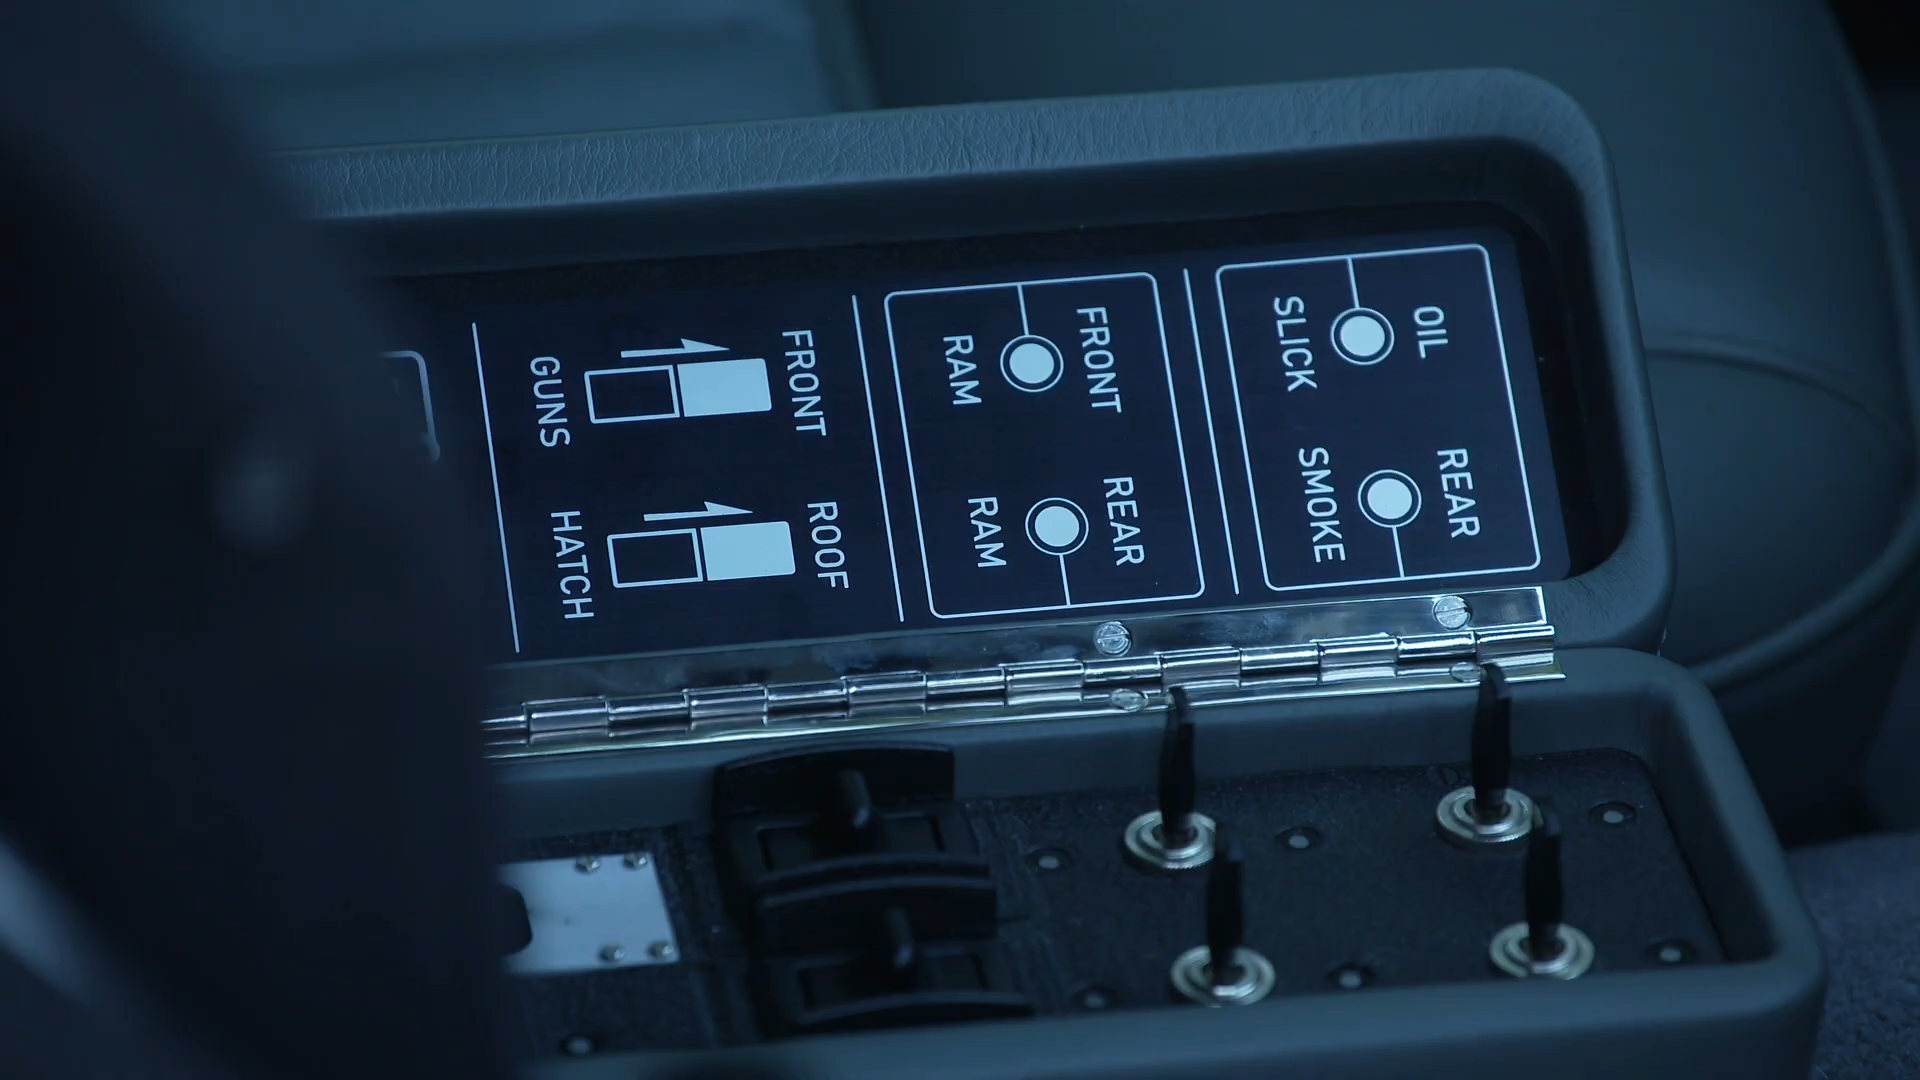 FRONT
GUNS
ROOF
HATCH
FRONT
RAM
REAR
RAM
OIL
SLICK
REAR
SMOKE